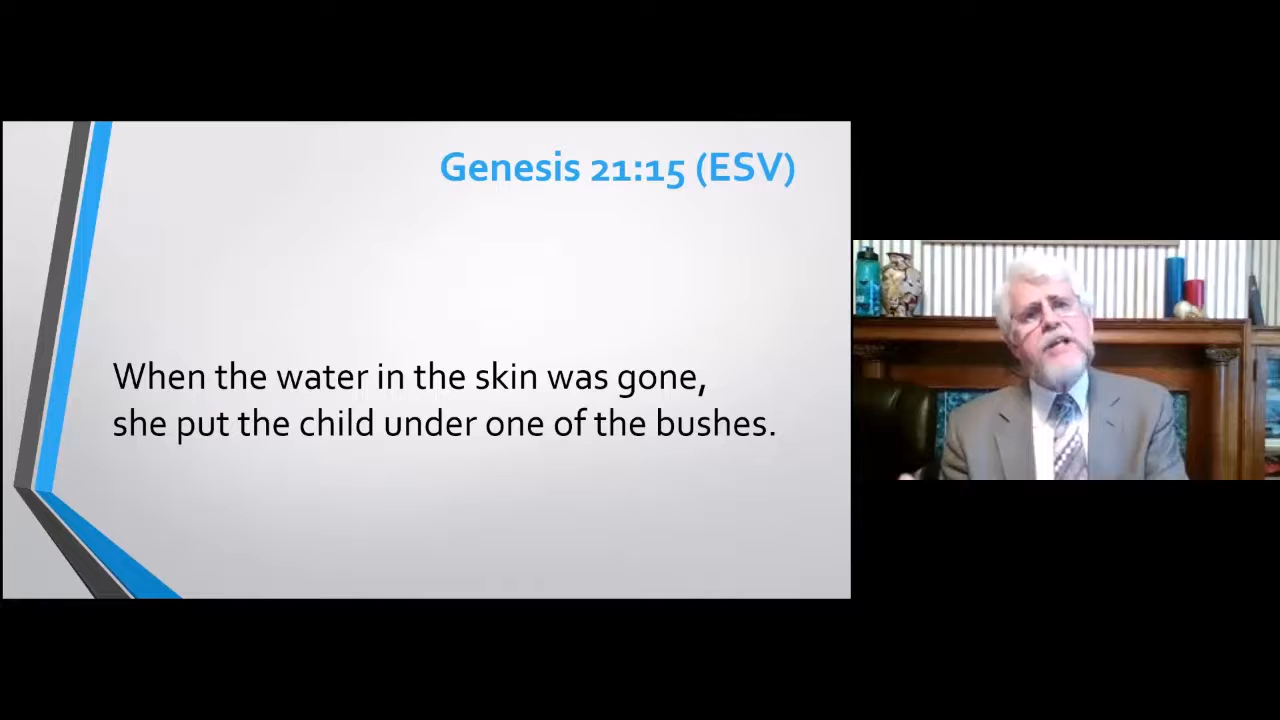 Genesis 21:15 (ESV)
When the water in the skin was gone,
she put the child under one of the bushes.